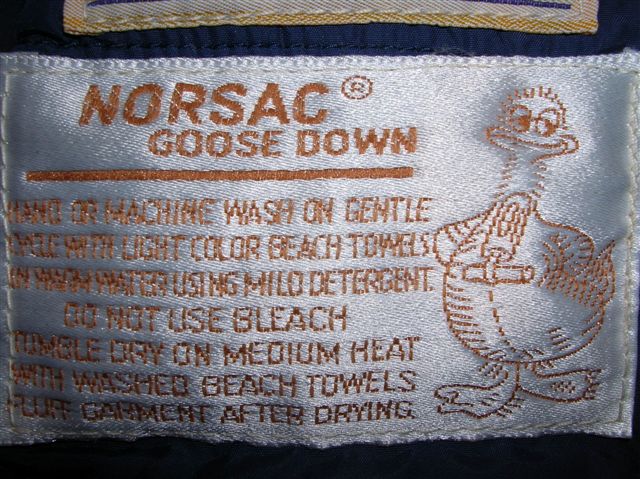 NORSAC®
GOOSE DOWN
HAND OR MACHINE WASH ON GENTLE
CYCLE WITH LIGHT COLOR BEACH TOWELS
IN WARM WATER USING MILD DETERGENT.
DO NOT USE BLEACH
TUMBLE DRY ON MEDIUM HEAT
WITH WASHED BEACH TOWELS
FLUFF GARMENT AFTER DRYING.